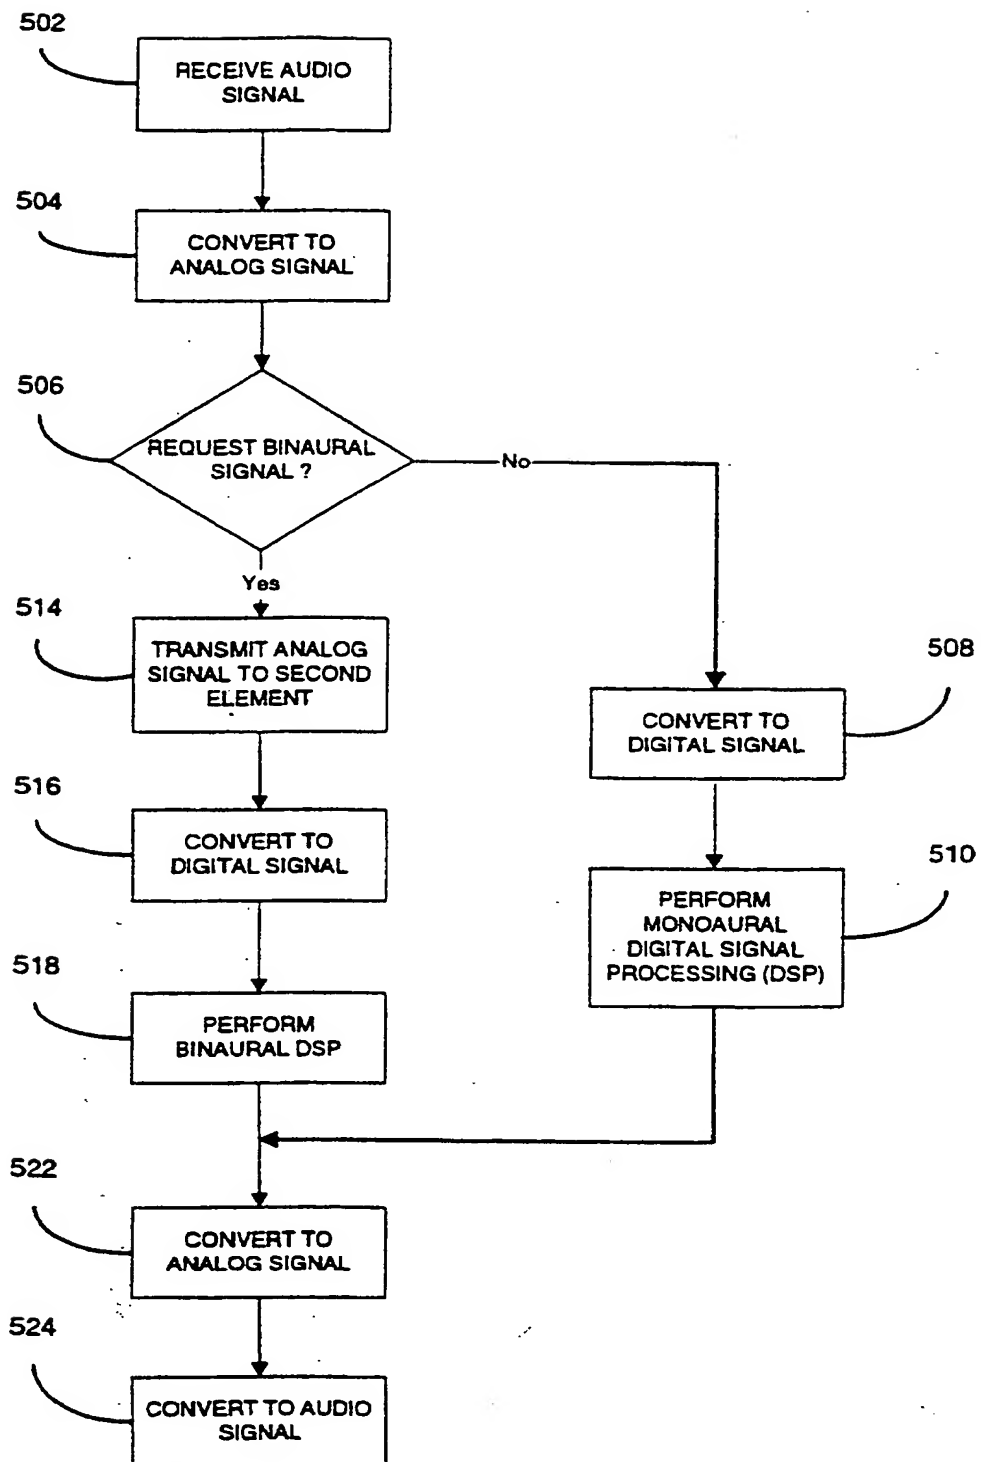 502
RECEIVE AUDIO
SIGNAL
504
CONVERT TO
ANALOG SIGNAL
506
REQUEST BINAURAL
SIGNAL ?
No
Yes
514
TRANSMIT ANALOG
SIGNAL TO SECOND
ELEMENT
508
CONVERT TO
DIGITAL SIGNAL
516
CONVERT TO
DIGITAL SIGNAL
510
PERFORM
MONOAURAL
DIGITAL SIGNAL
PROCESSING (DSP)
518
PERFORM
BINAURAL DSP
522
CONVERT TO
ANALOG SIGNAL
524
CONVERT TO AUDIO
SIGNAL